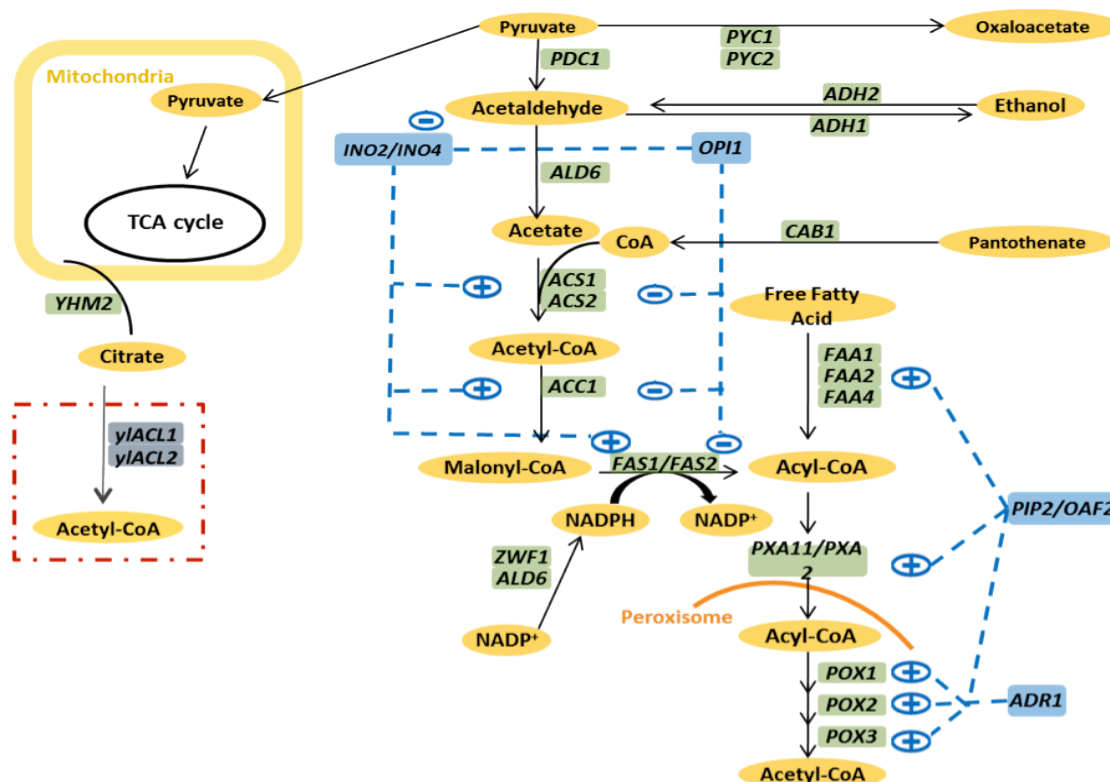 Pyruvate
PYC1
PYC2
Oxaloacetate
PDC1
Mitochondria
Pyruvate
Acetaldehyde
ADH2
ADH1
Ethanol
INO2/INO4
OPI1
ALD6
TCA cycle
Acetate
CoA
CAB1
Pantothenate
YHM2
ACS1
ACS2
Free Fatty
Acid
Citrate
Acetyl-CoA
FAA1
FAA2
FAA4
ACC1
ylACL1
ylACL2
Malonyl-CoA
FAS1/FAS2
Acyl-CoA
Acetyl-CoA
NADPH
NADP+
PIP2/OAF2
ZWF1
ALD6
PXA11/PXA
2
Peroxisome
NADP+
Acyl-CoA
POX1
POX2
POX3
ADR1
Acetyl-CoA